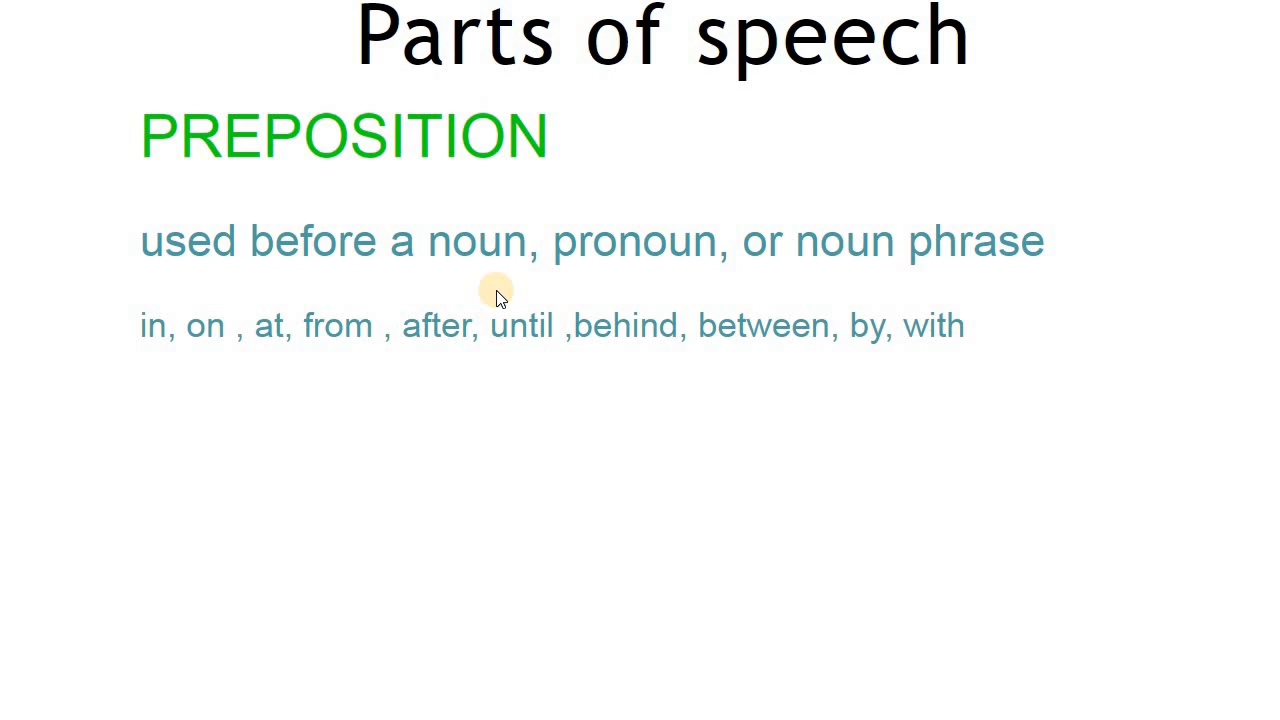 Parts of speech
PREPOSITION
used before a noun, pronoun, or noun phrase
in, on , at, from , after, until ,behind, between, by, with